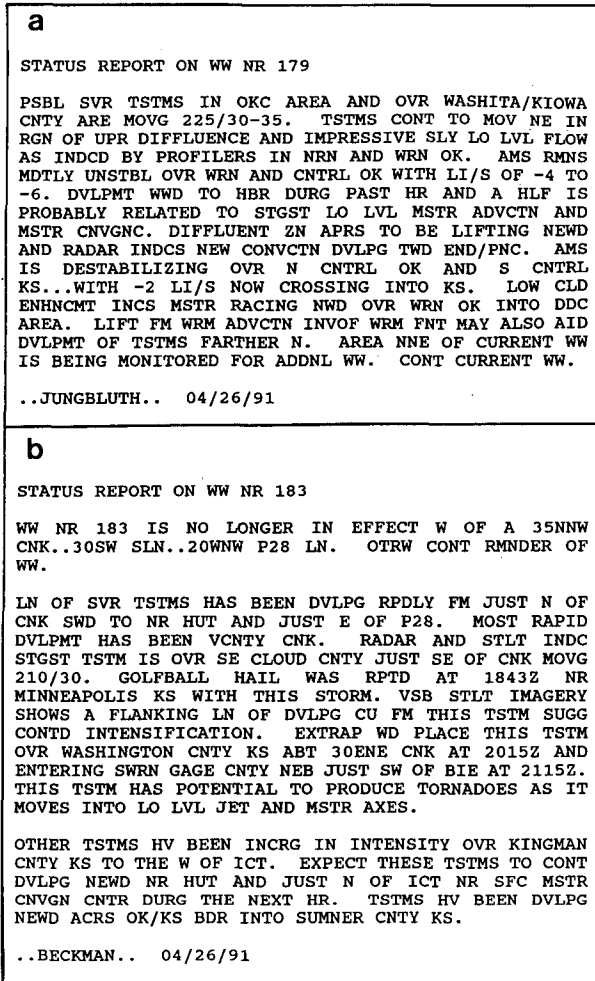 a
STATUS REPORT ON WW NR 179
PSBL SVR TSTMS IN OKC AREA AND OVR WASHITA/KIOWA
CNTY ARE MOVG 225/30-35. TSTMS CONT TO MOV NE IN
RGN OF UPR DIFFLUENCE AND IMPRESSIVE SLY LO LVL FLOW
AS INDCD BY PROFILERS IN NRN AND WRN OK. AMS RMNS
MDTLY UNSTBL OVR WRN AND CNTRL OK WITH LI/S OF -4 TO
-6. DVLPMT WWD TO HBR DURG PAST HR AND A HLF IS
PROBABLY RELATED TO STGST LO LVL MSTR ADVCTN AND
MSTR CNVGNC. DIFFLUENT ZN APRS TO BE LIFTING NEWD
AND RADAR INDCS NEW CONVCTN DVLPG TWD END/PNC. AMS
IS DESTABILIZING OVR N CNTRL OK AND S CNTRL
KS...WITH -2 LI/S NOW CROSSING INTO KS. LOW CLD
ENHNCMT INCS MSTR RACING NWD OVR WRN OK INTO DDC
AREA. LIFT FM WRM ADVCTN INVOF WRM FNT MAY ALSO AID
DVLPMT OF TSTMS FARTHER N. AREA NNE OF CURRENT WW
IS BEING MONITORED FOR ADDNL WW. CONT CURRENT WW.
..JUNGBLUTH.. 04/26/91
b
STATUS REPORT ON WW NR 183
WW NR 183 IS NO LONGER IN EFFECT W OF A 35NNW
CNK..30SW SLN..20WNW P28 LN. OTRW CONT RMNDER OF
WW.
LN OF SVR TSTMS HAS BEEN DVLPG RPDLY FM JUST N OF
CNK SWD TO NR HUT AND JUST E OF P28. MOST RAPID
DVLPMT HAS BEEN VCNTY CNK. RADAR AND STLT INDC
STGST TSTM IS OVR SE CLOUD CNTY JUST SE OF CNK MOVG
210/30. GOLFBALL HAIL WAS RPTD AT 1843Z NR
MINNEAPOLIS KS WITH THIS STORM. VSB STLT IMAGERY
SHOWS A FLANKING LN OF DVLPG CU FM THIS TSTM SUGG
CONTD INTENSIFICATION. EXTRAP WD PLACE THIS TSTM
OVR WASHINGTON CNTY KS ABT 30ENE CNK AT 2015Z AND
ENTERING SWRN GAGE CNTY NEB JUST SW OF BIE AT 2115Z.
THIS TSTM HAS POTENTIAL TO PRODUCE TORNADOES AS IT
MOVES INTO LO LVL JET AND MSTR AXES.
OTHER TSTMS HV BEEN INCRG IN INTENSITY OVR KINGMAN
CNTY KS TO THE W OF ICT. EXPECT THESE TSTMS TO CONT
DVLPG NEWD NR HUT AND JUST N OF ICT NR SFC MSTR
CNVGN CNTR DURG THE NEXT HR. TSTMS HV BEEN DVLPG
NEWD ACRS OK/KS BDR INTO SUMNER CNTY KS.
..BECKMAN.. 04/26/91